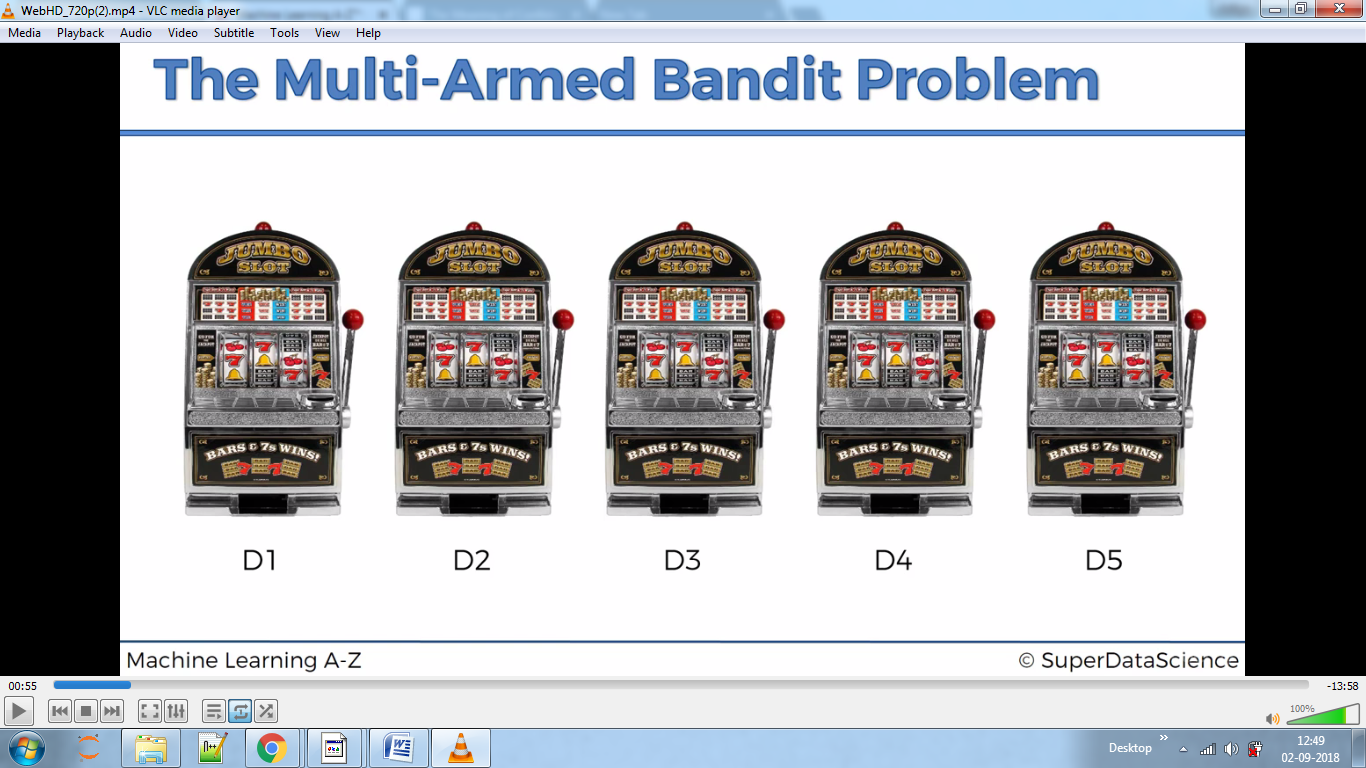 WebHD_720p(2).mp4 - VLC media player
Media Playback Audio Video Subtitle Tools View Help
The Multi-Armed Bandit Problem
JUMBO JUMBO JUMBO JUMBO JUMBO
SLOT SLOT SLOT SLOT SLOT
BARS & 7s WINS! BARS & 7s WINS! BARS & 7s WINS! BARS & 7s WINS! BARS & 7s WINS!
D1 D2 D3 D4 D5
Machine Learning A-Z © SuperDataScience
00:55 -13:58
100%
Desktop 12:49
02-09-2018